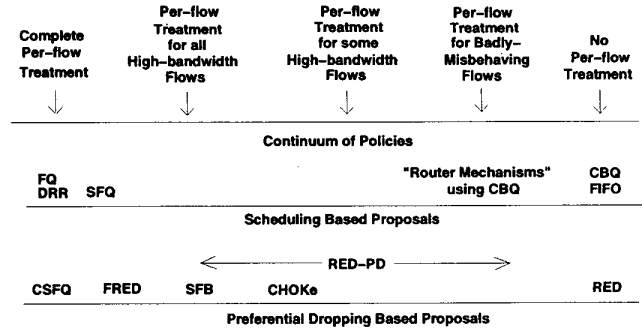 Complete
Per-flow
Treatment
Per-flow
Treatment
for all
High-bandwidth
Flows
Per-flow
Treatment
for some
High-bandwidth
Flows
Per-flow
Treatment
for Badly-
Misbehaving
Flows
No
Per-flow
Treatment
Continuum of Policies
FQ
DRR SFQ
"Router Mechanisms"
using CBQ
CBQ
FIFO
Scheduling Based Proposals
RED-PD
CSFQ FRED SFB CHOKe RED
Preferential Dropping Based Proposals